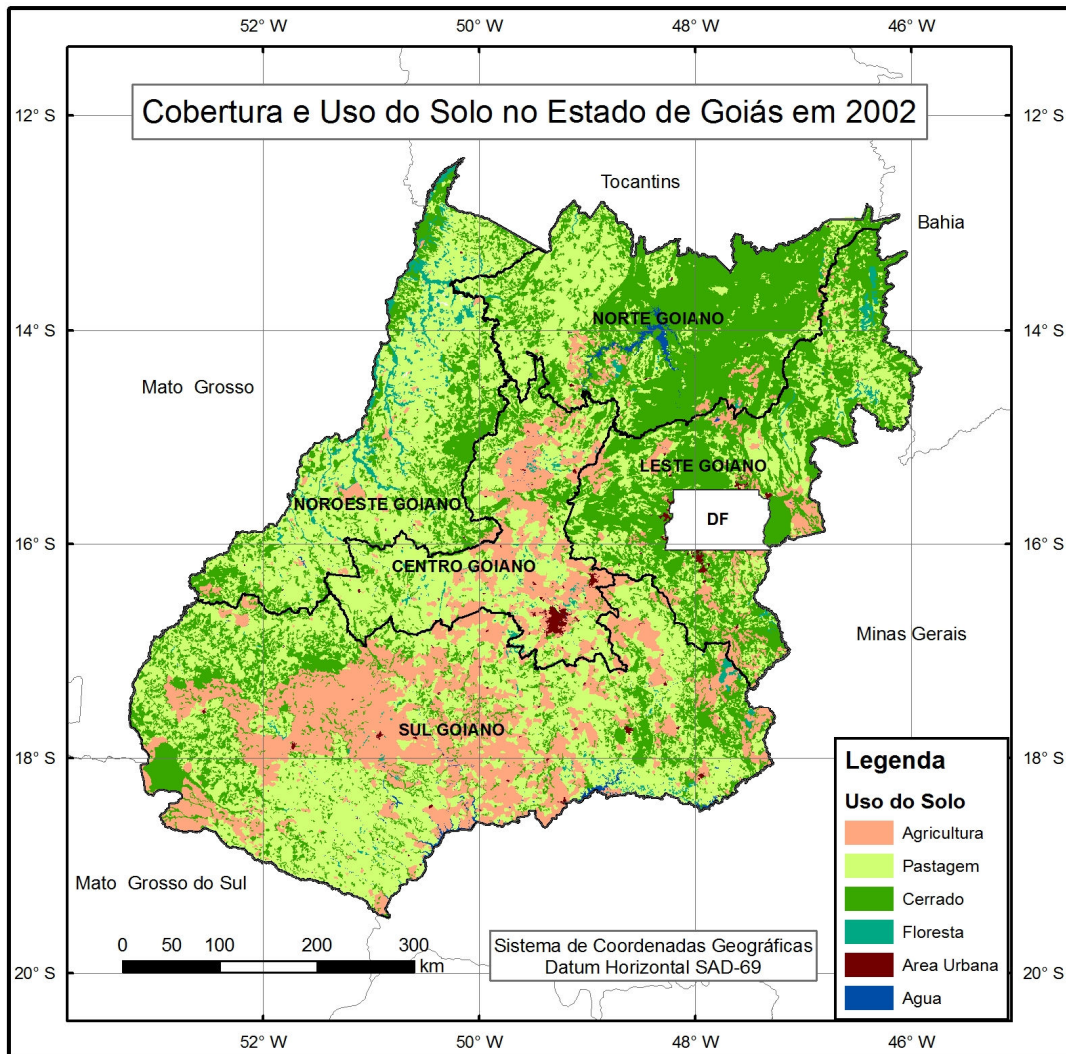 52° W 50° W 48° W 46° W
Cobertura e Uso do Solo no Estado de Goiás em 2002
12° S 12° S
Tocantins
Bahia
NORTE GOIANO
14° S 14° S
Mato Grosso
LESTE GOIANO
NOROESTE GOIANO
DF
16° S 16° S
CENTRO GOIANO
Minas Gerais
SUL GOIANO
18° S 18° S
Legenda
Uso do Solo
Agricultura
Pastagem
Cerrado
Floresta
Area Urbana
Agua
Mato Grosso do Sul
0 50 100 200 300
km
Sistema de Coordenadas Geográficas
Datum Horizontal SAD-69
20° S 20° S
52° W 50° W 48° W 46° W